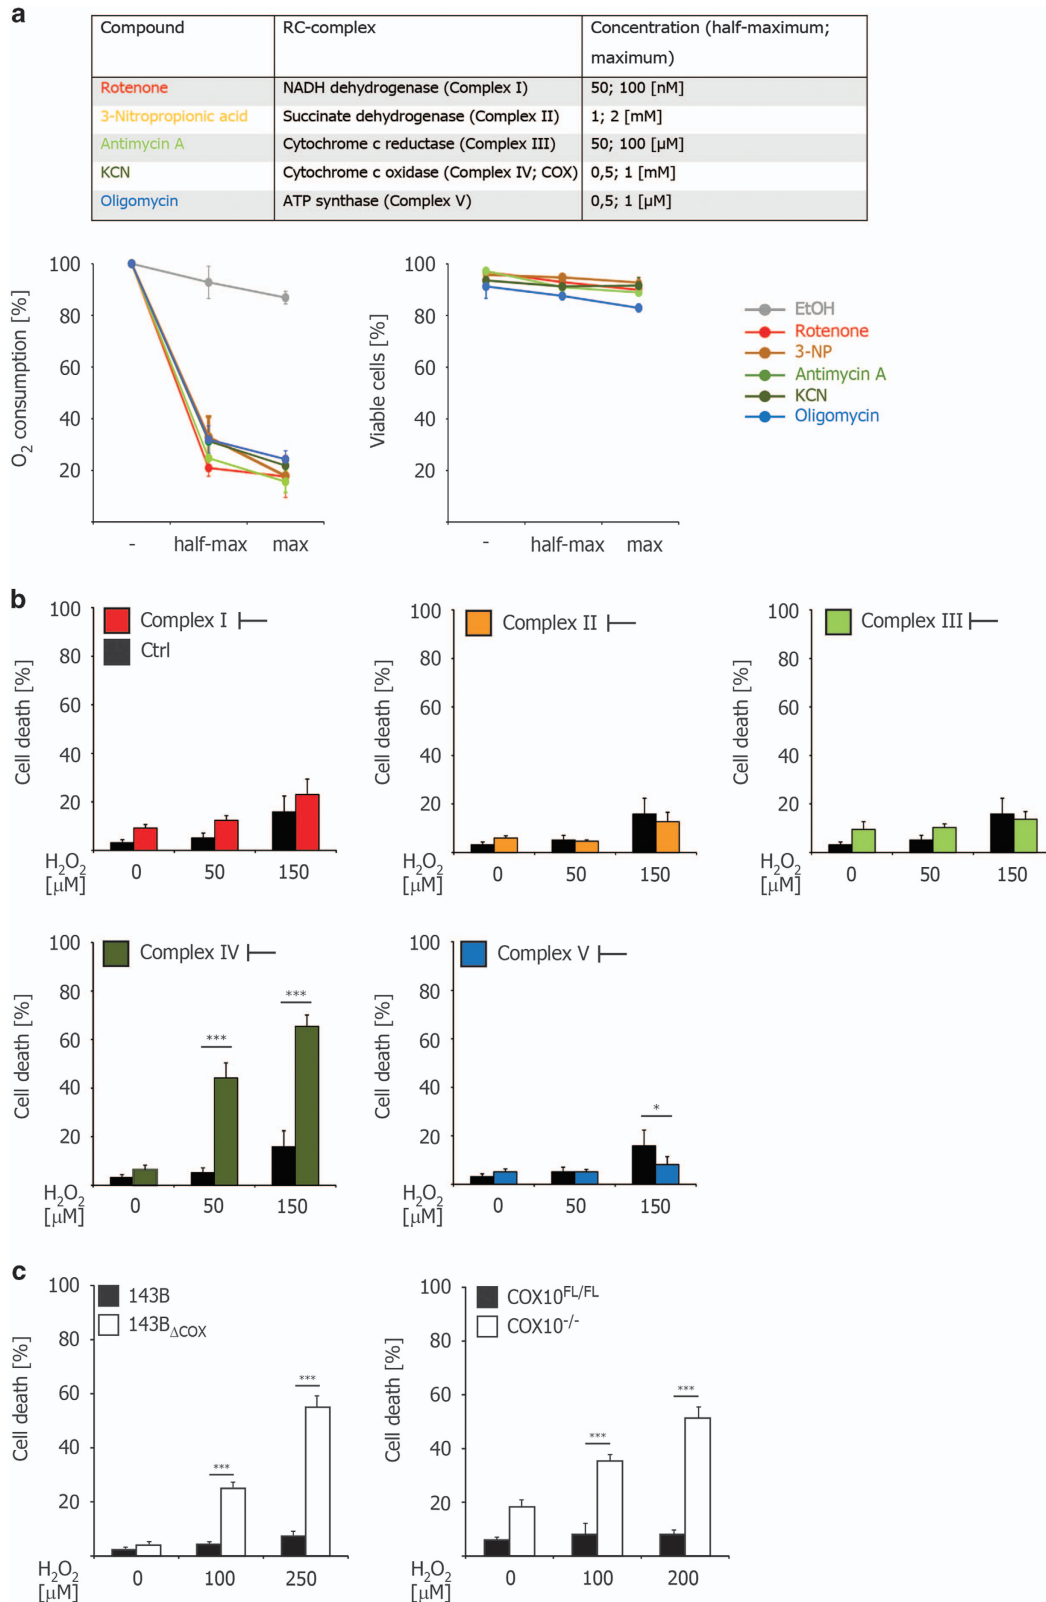 a
Compound RC-complex Concentration (half-maximum;
maximum)
Rotenone NADH dehydrogenase (Complex I) 50; 100 [nM]
3-Nitropropionic acid Succinate dehydrogenase (Complex II) 1; 2 [mM]
Antimycin A Cytochrome c reductase (Complex III) 50; 100 [µM]
KCN Cytochrome c oxidase (Complex IV; COX) 0,5; 1 [mM]
Oligomycin ATP synthase (Complex V) 0,5; 1 [µM]
O2 consumption [%]
100
80
60
40
20
- half-max max
Viable cells [%]
100
80
60
40
20
- half-max max
EtOH
Rotenone
3-NP
Antimycin A
KCN
Oligomycin
b
Cell death [%]
100
80
60
40
20
Complex I
Ctrl
H2O2
[µM]
0 50 150
Cell death [%]
100
80
60
40
20
Complex II
H2O2
[µM]
0 50 150
Cell death [%]
100
80
60
40
20
Complex III
H2O2
[µM]
0 50 150
Cell death [%]
100
80
60
40
20
Complex IV
***
***
H2O2
[µM]
0 50 150
Cell death [%]
100
80
60
40
20
Complex V
*
H2O2
[µM]
0 50 150
c
Cell death [%]
100
80
60
40
20
143B
143BΔCOX
***
***
H2O2
[µM]
0 100 250
Cell death [%]
100
80
60
40
20
COX10FL/FL
COX10-/-
***
***
H2O2
[µM]
0 100 200